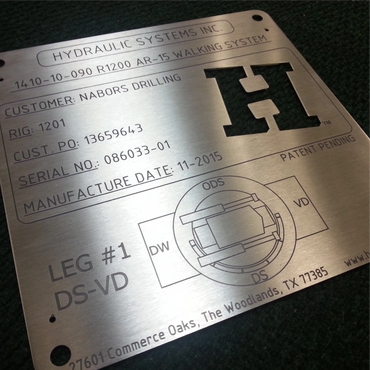 HYDRAULIC SYSTEMS INC.
1410-10-090 R1200 AR-15 WALKING SYSTEM
CUSTOMER: NABORS DRILLING
RIG: 1201
CUST. PO: 13659643
SERIAL NO.: 086033-01
MANUFACTURE DATE: 11-2015
H
TM
PATENT PENDING
LEG #1
DS-VD
ODS
DW
VD
DS
27601 Commerce Oaks, The Woodlands, TX 77385